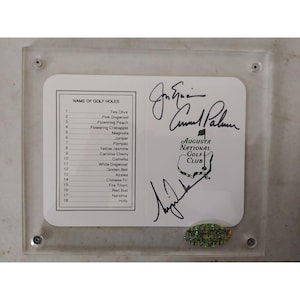 NAME OF GOLF HOLES
1 Tea Olive
2 Pink Dogwood
3 Flowering Peach
4 Flowering Crabapple
5 Magnolia
6 Juniper
7 Pampas
8 Yellow Jasmine
9 Carolina Cherry
10 Camellia
11 White Dogwood
12 Golden Bell
13 Azalea
14 Chinese Fir
15 Fire Thorn
16 Red Bud
17 Nandina
18 Holly
Arnold Palmer
AUGUSTA
NATIONAL
GOLF
CLUB